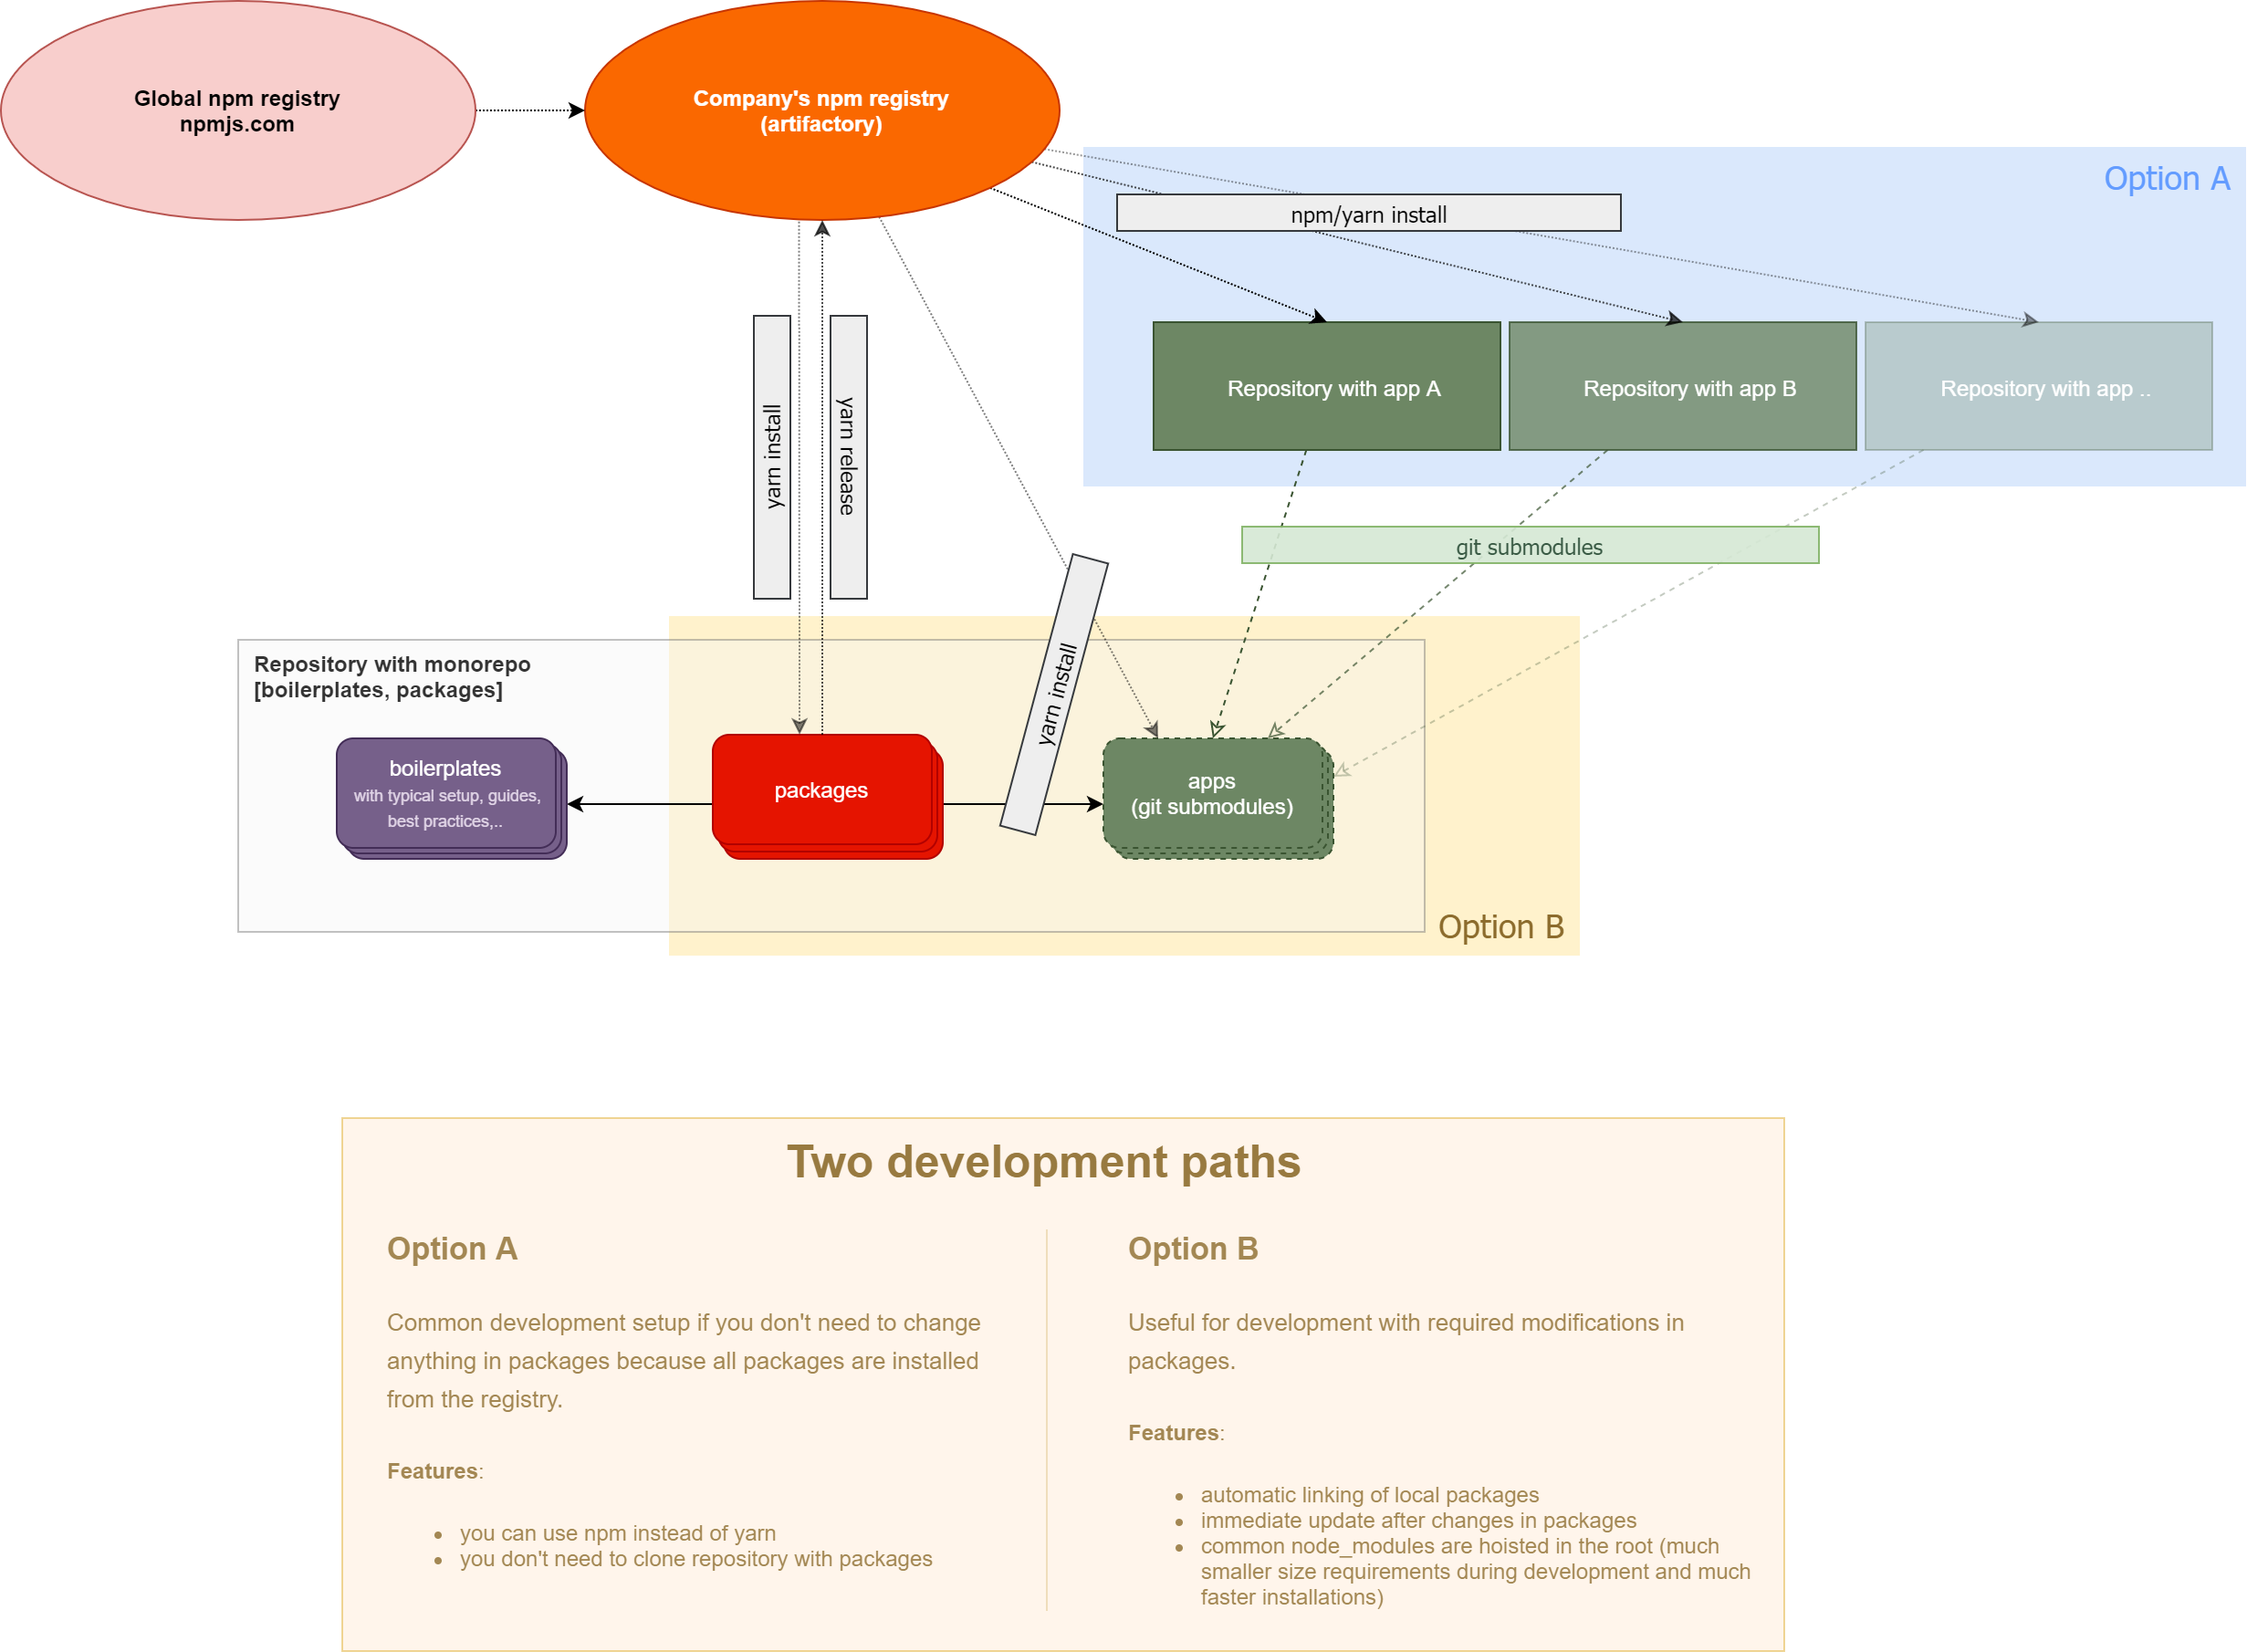 Global npm registry
npmjs.com
Company's npm registry
(artifactory)
Option A
npm/yarn install
Repository with app A
Repository with app B
Repository with app ..
yarn install
yarn release
git submodules
yarn install
Repository with monorepo
[boilerplates, packages]
boilerplates
with typical setup, guides,
best practices,..
packages
apps
(git submodules)
Option B
Two development paths
Option A
Common development setup if you don't need to change
anything in packages because all packages are installed
from the registry.
Features:
• you can use npm instead of yarn
• you don't need to clone repository with packages
Option B
Useful for development with required modifications in
packages.
Features:
• automatic linking of local packages
• immediate update after changes in packages
• common node_modules are hoisted in the root (much
smaller size requirements during development and much
faster installations)